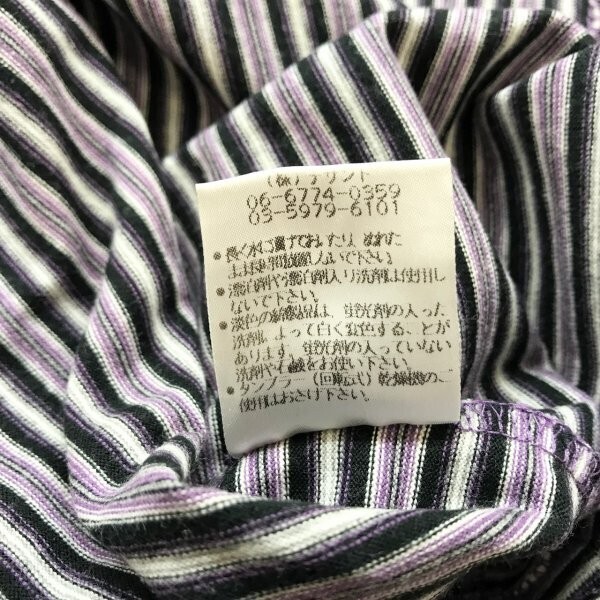 (株)
06-6774-0359
03-5979-6101
●長く水に漬けておいたり、ぬれた
まま放置しないで下さい。
●漂白剤や漂白剤入り洗剤は使用し
ないで下さい。
●淡色の製品は、蛍光剤の入った
洗剤によって白く変色することが
あります。蛍光剤の入っていない
洗剤や石鹸をお使い下さい。
●タンブラー(回転式)乾燥機のご
使用はおさけ下さい。